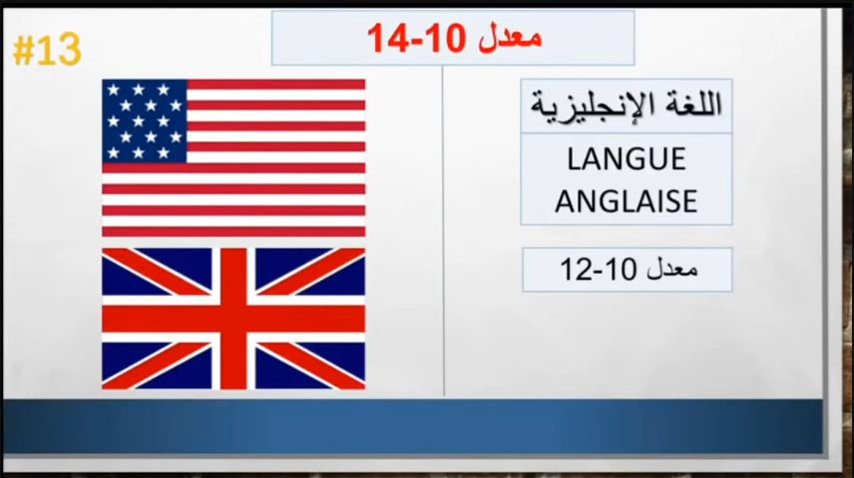 #13
معدل 10-14
اللغة الإنجليزية
LANGUE
ANGLAISE
معدل 10-12